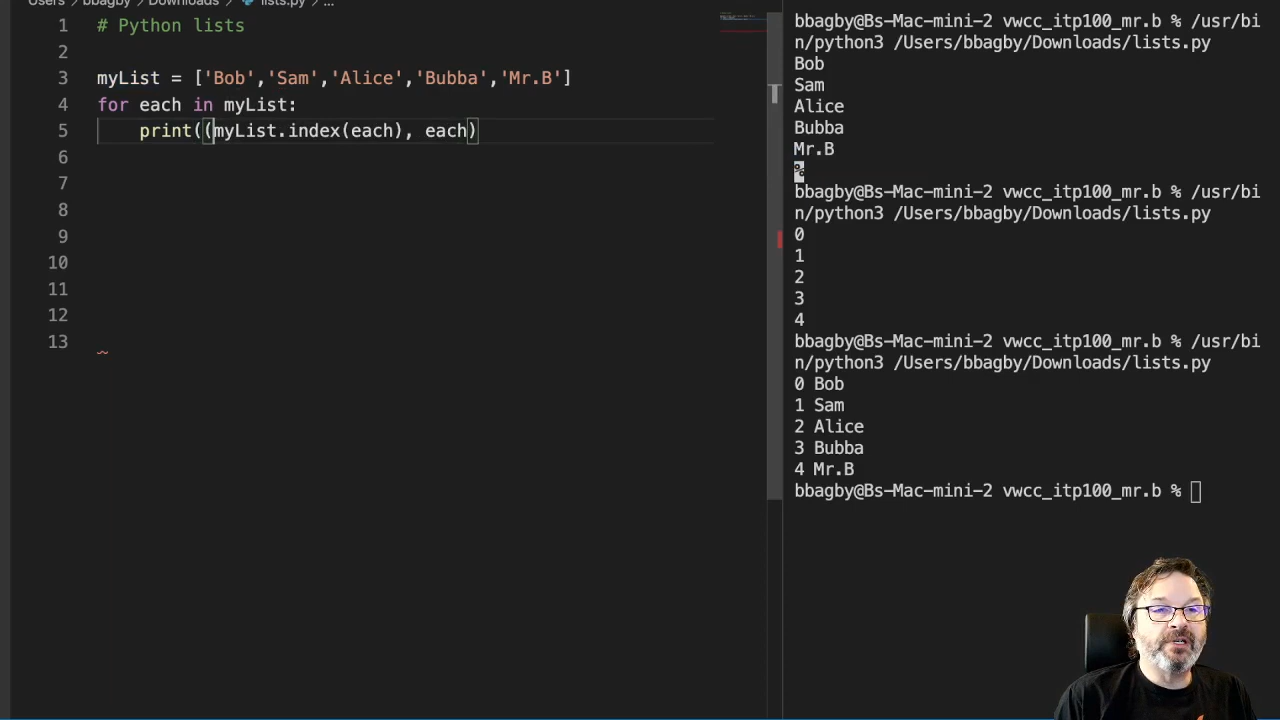 Users > bbagby > Downloads > lists.py > ...
1 # Python lists
2
3 myList = ['Bob','Sam','Alice','Bubba','Mr.B']
4 for each in myList:
5     print((myList.index(each), each)
6
7
8
9
10
11
12
13
bbagby@Bs-Mac-mini-2 vwcc_itp100_mr.b % /usr/bi
n/python3 /Users/bbagby/Downloads/lists.py
Bob
Sam
Alice
Bubba
Mr.B
%
bbagby@Bs-Mac-mini-2 vwcc_itp100_mr.b % /usr/bi
n/python3 /Users/bbagby/Downloads/lists.py
0
1
2
3
4
bbagby@Bs-Mac-mini-2 vwcc_itp100_mr.b % /usr/bi
n/python3 /Users/bbagby/Downloads/lists.py
0 Bob
1 Sam
2 Alice
3 Bubba
4 Mr.B
bbagby@Bs-Mac-mini-2 vwcc_itp100_mr.b %